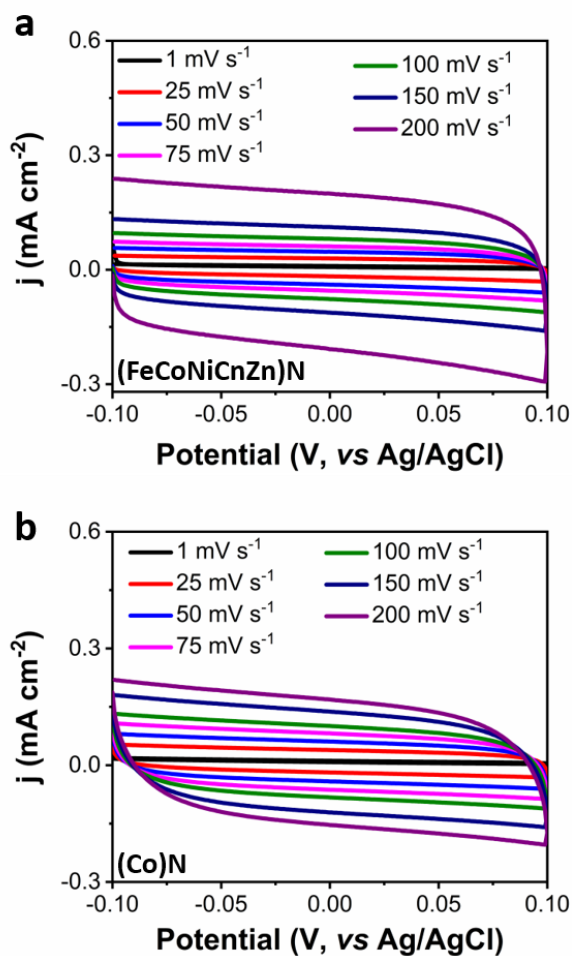 a
0.6
1 mV s⁻¹
100 mV s⁻¹
25 mV s⁻¹
150 mV s⁻¹
50 mV s⁻¹
200 mV s⁻¹
75 mV s⁻¹
0.3
0.0
-0.3
j (mA cm⁻²)
(FeCoNiCnZn)N
-0.10 -0.05 0.00 0.05 0.10
Potential (V, vs Ag/AgCl)
b
0.6
1 mV s⁻¹
100 mV s⁻¹
25 mV s⁻¹
150 mV s⁻¹
50 mV s⁻¹
200 mV s⁻¹
75 mV s⁻¹
0.3
0.0
-0.3
j (mA cm⁻²)
(Co)N
-0.10 -0.05 0.00 0.05 0.10
Potential (V, vs Ag/AgCl)